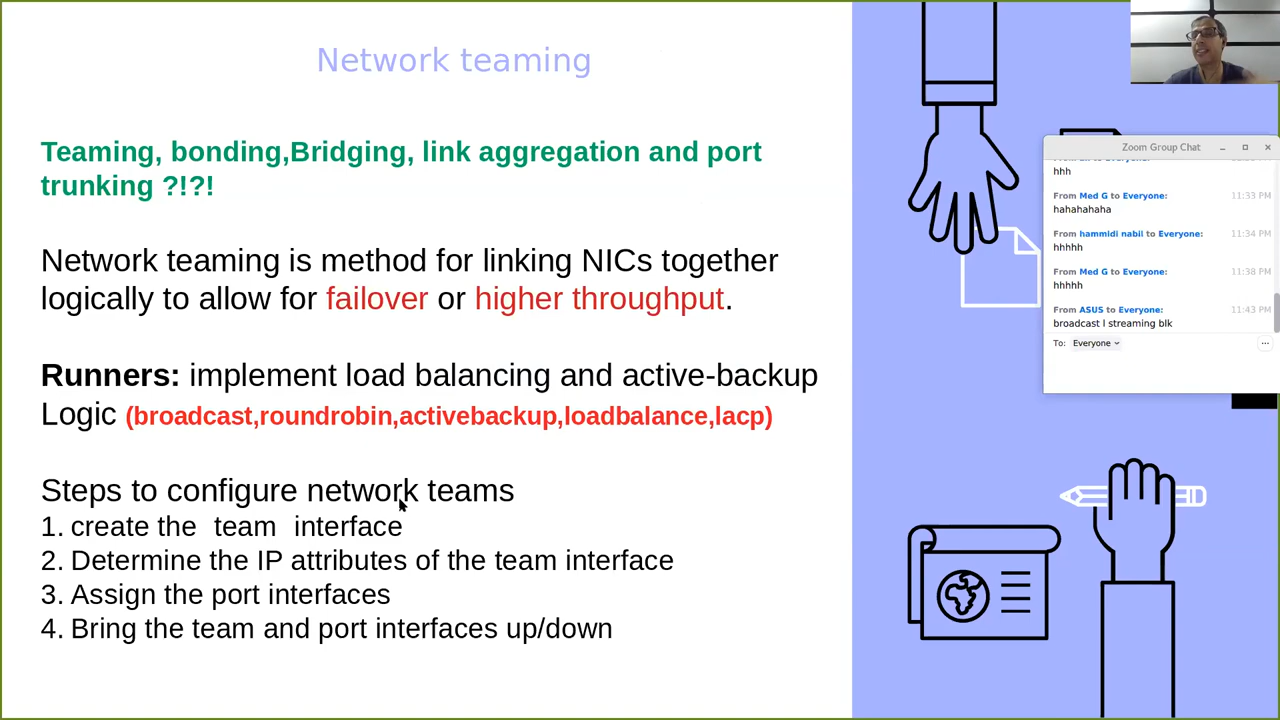 Network teaming
Teaming, bonding,Bridging, link aggregation and port
trunking ?!?!
Network teaming is method for linking NICs together
logically to allow for failover or higher throughput.
Runners: implement load balancing and active-backup
Logic (broadcast,roundrobin,activebackup,loadbalance,lacp)
Steps to configure network teams
1. create the team interface
2. Determine the IP attributes of the team interface
3. Assign the port interfaces
4. Bring the team and port interfaces up/down
Zoom Group Chat
hhh
From Med G to Everyone: 11:33 PM
hahahahaha
From hammidi nabil to Everyone: 11:34 PM
hhhhh
From Med G to Everyone: 11:38 PM
hhhhh
From ASUS to Everyone: 11:43 PM
broadcast l streaming blk
To: Everyone